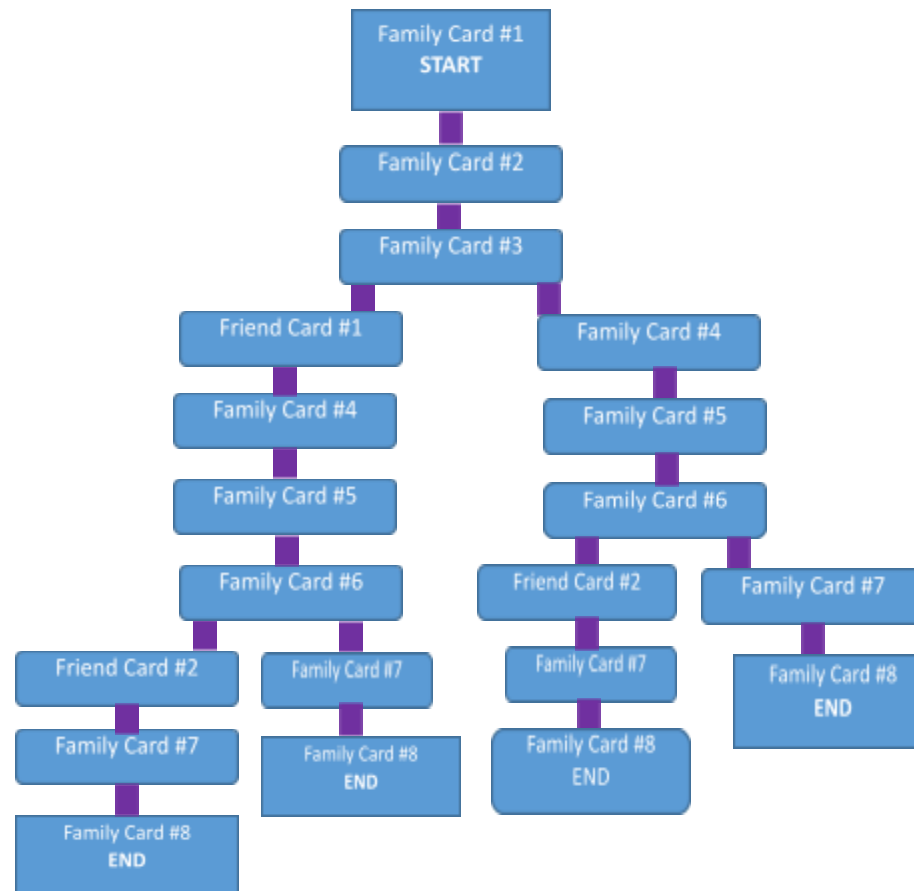 Family Card #1
START
Family Card #2
Family Card #3
Friend Card #1
Family Card #4
Family Card #4
Family Card #5
Family Card #5
Family Card #6
Family Card #6
Friend Card #2
Family Card #7
Friend Card #2
Family Card #7
Family Card #7
Family Card #8
END
Family Card #7
Family Card #8
END
Family Card #8
END
Family Card #8
END